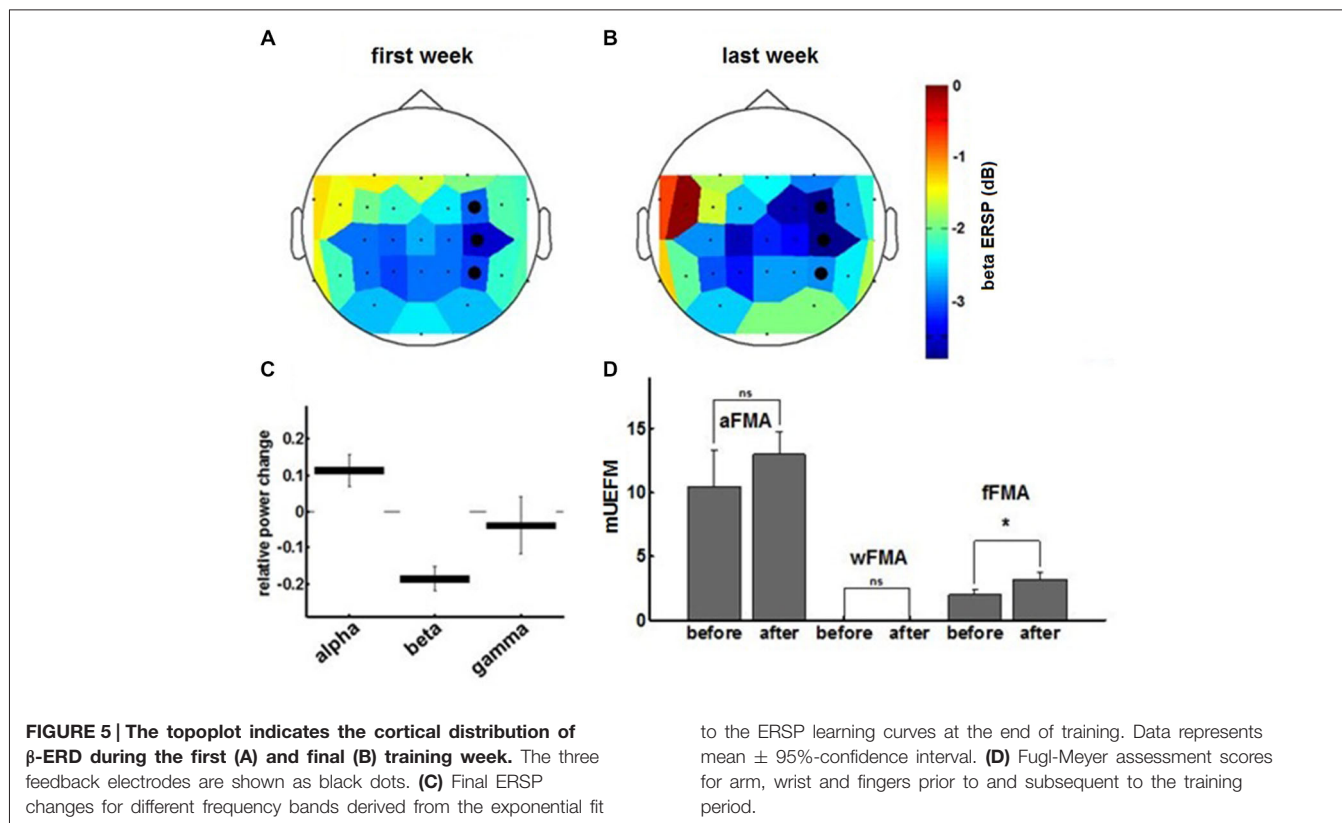 A
B
first week
last week
0
-1
-2
-3
beta ERSP (dB)
C
D
relative power change
0.2
0.1
0
-0.1
-0.2
alpha
beta
gamma
mUEFM
15
10
5
0
ns
aFMA
wFMA
ns
fFMA
*
before after before after before after
FIGURE 5 | The topoplot indicates the cortical distribution of
β-ERD during the first (A) and final (B) training week. The three
feedback electrodes are shown as black dots. (C) Final ERSP
changes for different frequency bands derived from the exponential fit
to the ERSP learning curves at the end of training. Data represents
mean ± 95%-confidence interval. (D) Fugl-Meyer assessment scores
for arm, wrist and fingers prior to and subsequent to the training
period.